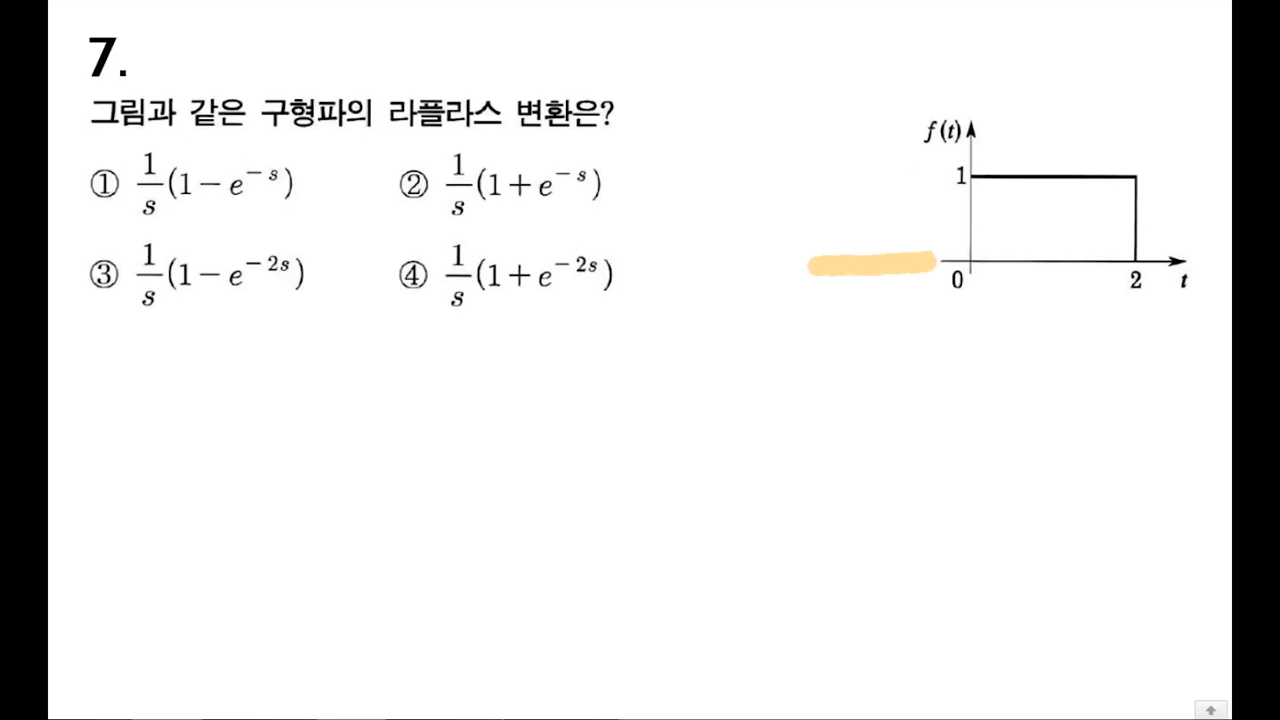 7.
그림과 같은 구형파의 라플라스 변환은?
① 1/s(1 − e^{−s}) ② 1/s(1 + e^{−s})
③ 1/s(1 − e^{−2s}) ④ 1/s(1 + e^{−2s})
f(t)
1
0 2 t